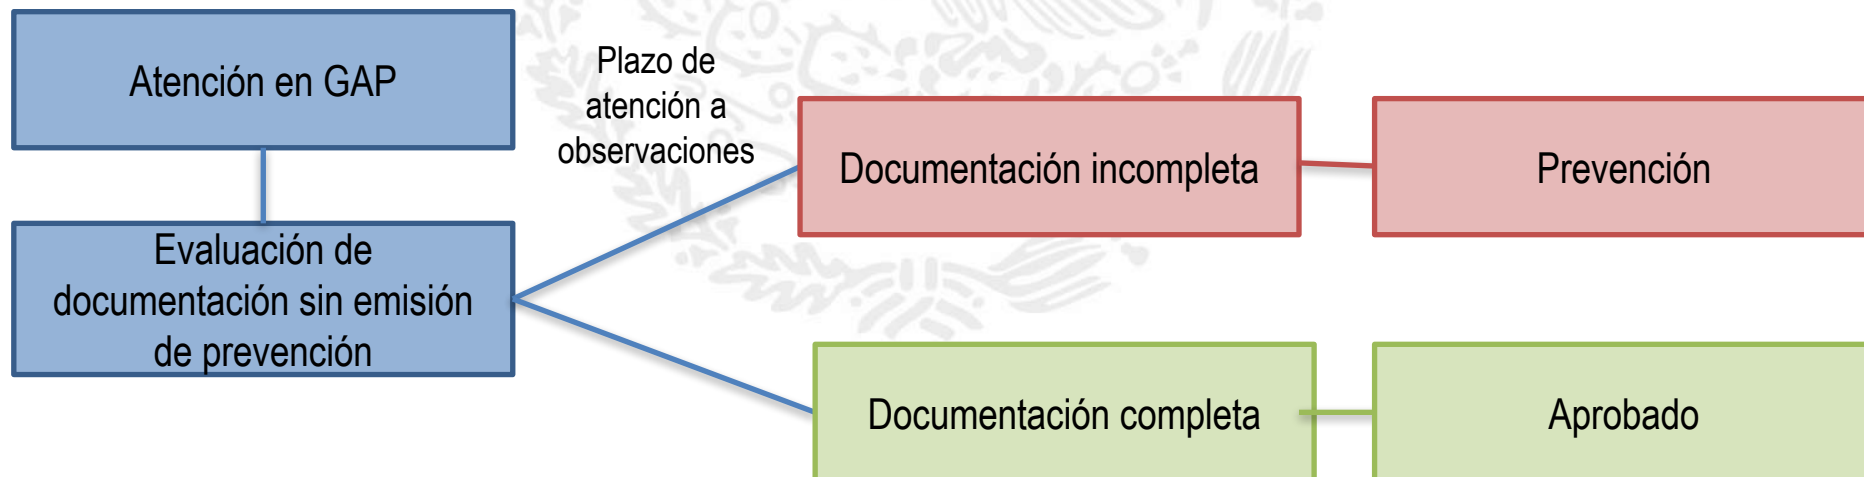 Atención en GAP
Evaluación de
documentación sin emisión
de prevención
Plazo de
atención a
observaciones
Documentación incompleta
Prevención
Documentación completa
Aprobado